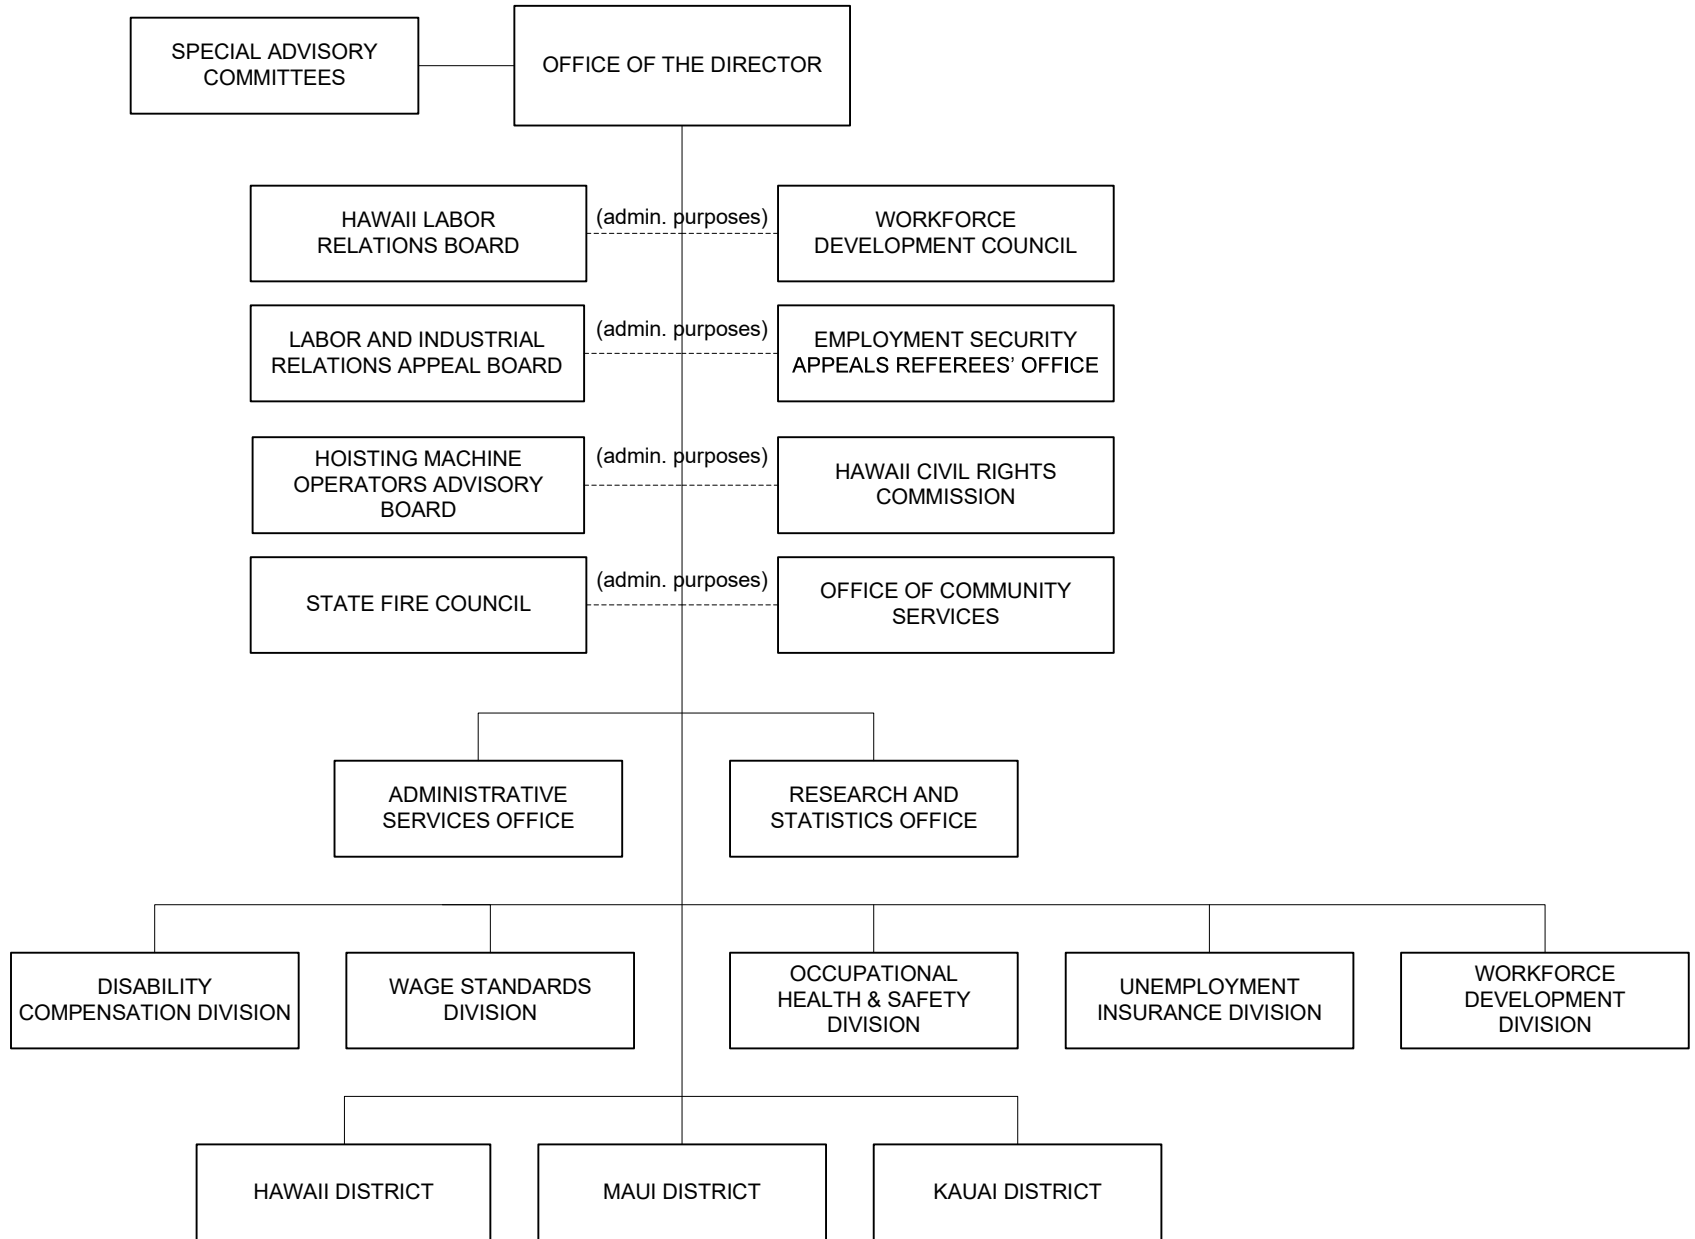 SPECIAL ADVISORY
COMMITTEES
OFFICE OF THE DIRECTOR
HAWAII LABOR
RELATIONS BOARD
(admin. purposes)
WORKFORCE
DEVELOPMENT COUNCIL
LABOR AND INDUSTRIAL
RELATIONS APPEAL BOARD
(admin. purposes)
EMPLOYMENT SECURITY
APPEALS REFEREES’ OFFICE
HOISTING MACHINE
OPERATORS ADVISORY
BOARD
(admin. purposes)
HAWAII CIVIL RIGHTS
COMMISSION
STATE FIRE COUNCIL
(admin. purposes)
OFFICE OF COMMUNITY
SERVICES
ADMINISTRATIVE
SERVICES OFFICE
RESEARCH AND
STATISTICS OFFICE
DISABILITY
COMPENSATION DIVISION
WAGE STANDARDS
DIVISION
OCCUPATIONAL
HEALTH & SAFETY
DIVISION
UNEMPLOYMENT
INSURANCE DIVISION
WORKFORCE
DEVELOPMENT
DIVISION
HAWAII DISTRICT
MAUI DISTRICT
KAUAI DISTRICT